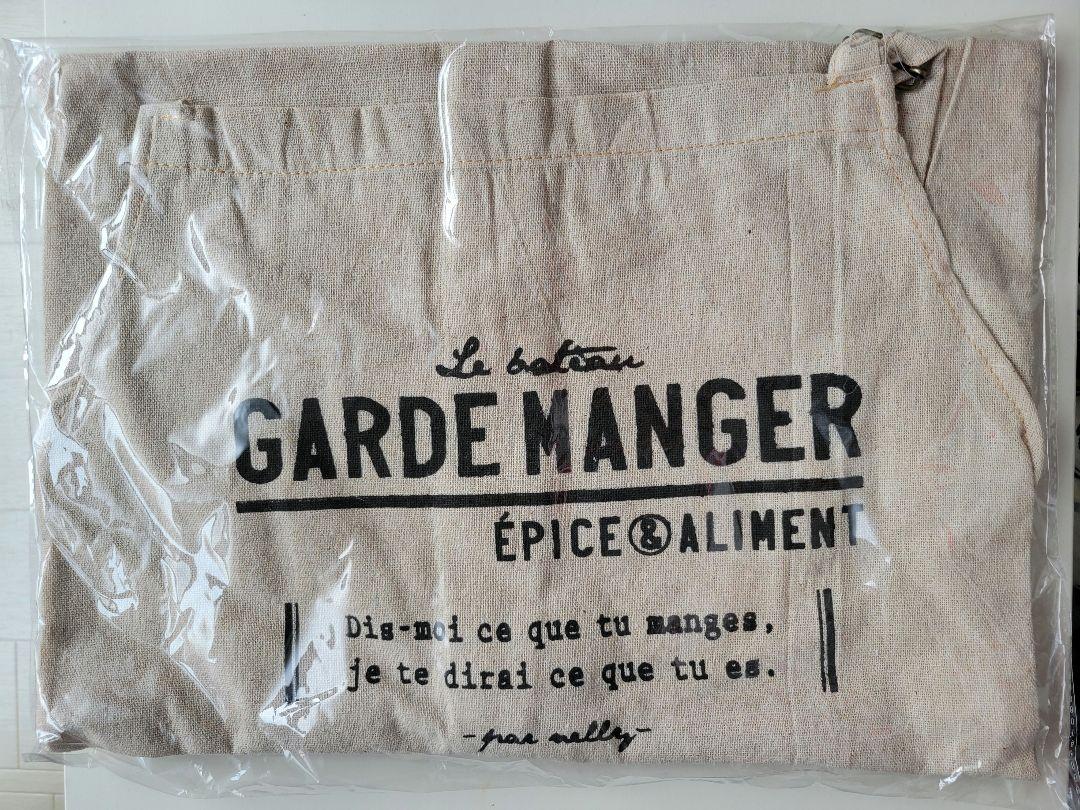 Le bateau
GARDE MANGER
ÉPICE & ALIMENT
Dis-moi ce que tu manges,
je te dirai ce que tu es.
-par nelly-